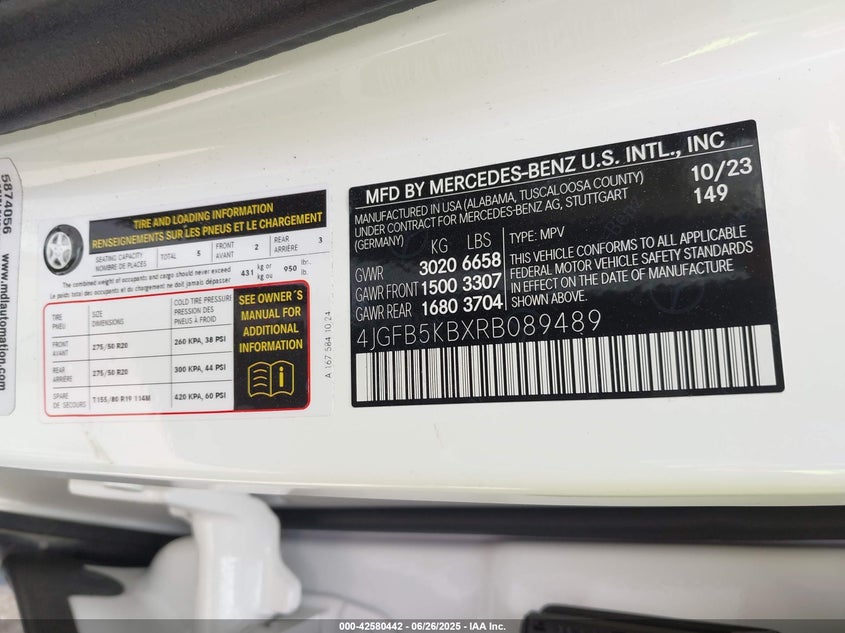 5874056
www.mdiautomation.com
TIRE AND LOADING INFORMATION
RENSEIGNEMENTS SUR LES PNEUS ET LE CHARGEMENT
SEATING CAPACITY
NOMBRE DE PLACES
TOTAL 5
FRONT
AVANT 2
REAR
ARRIÈRE 3
The combined weight of occupants and cargo should never exceed 431 kg or 950 lbs.
Le poids total des occupants et du chargement ne doit jamais dépasser kg ou lb.
TIRE
PNEU
SIZE
DIMENSIONS
COLD TIRE PRESSURE
PRESSION DES
PNEUS À FROID
FRONT
AVANT
275/50 R20
260 KPA, 38 PSI
REAR
ARRIÈRE
275/50 R20
300 KPA, 44 PSI
SPARE
DE SECOURS
T155/80 R19 114M
420 KPA, 60 PSI
SEE OWNER'S
MANUAL FOR
ADDITIONAL
INFORMATION
A 167 584 10 24
MFD BY MERCEDES-BENZ U.S. INTL., INC
MANUFACTURED IN USA (ALABAMA, TUSCALOOSA COUNTY)
UNDER CONTRACT FOR MERCEDES-BENZ AG, STUTTGART
(GERMANY)
10/23
149
KG LBS
GVWR 3020 6658
GAWR FRONT 1500 3307
GAWR REAR 1680 3704
TYPE: MPV
THIS VEHICLE CONFORMS TO ALL APPLICABLE
FEDERAL MOTOR VEHICLE SAFETY STANDARDS
IN EFFECT ON THE DATE OF MANUFACTURE
SHOWN ABOVE.
4JGFB5KBXRB089489
000-42580442 | 06/26/2025 - IAA Inc.